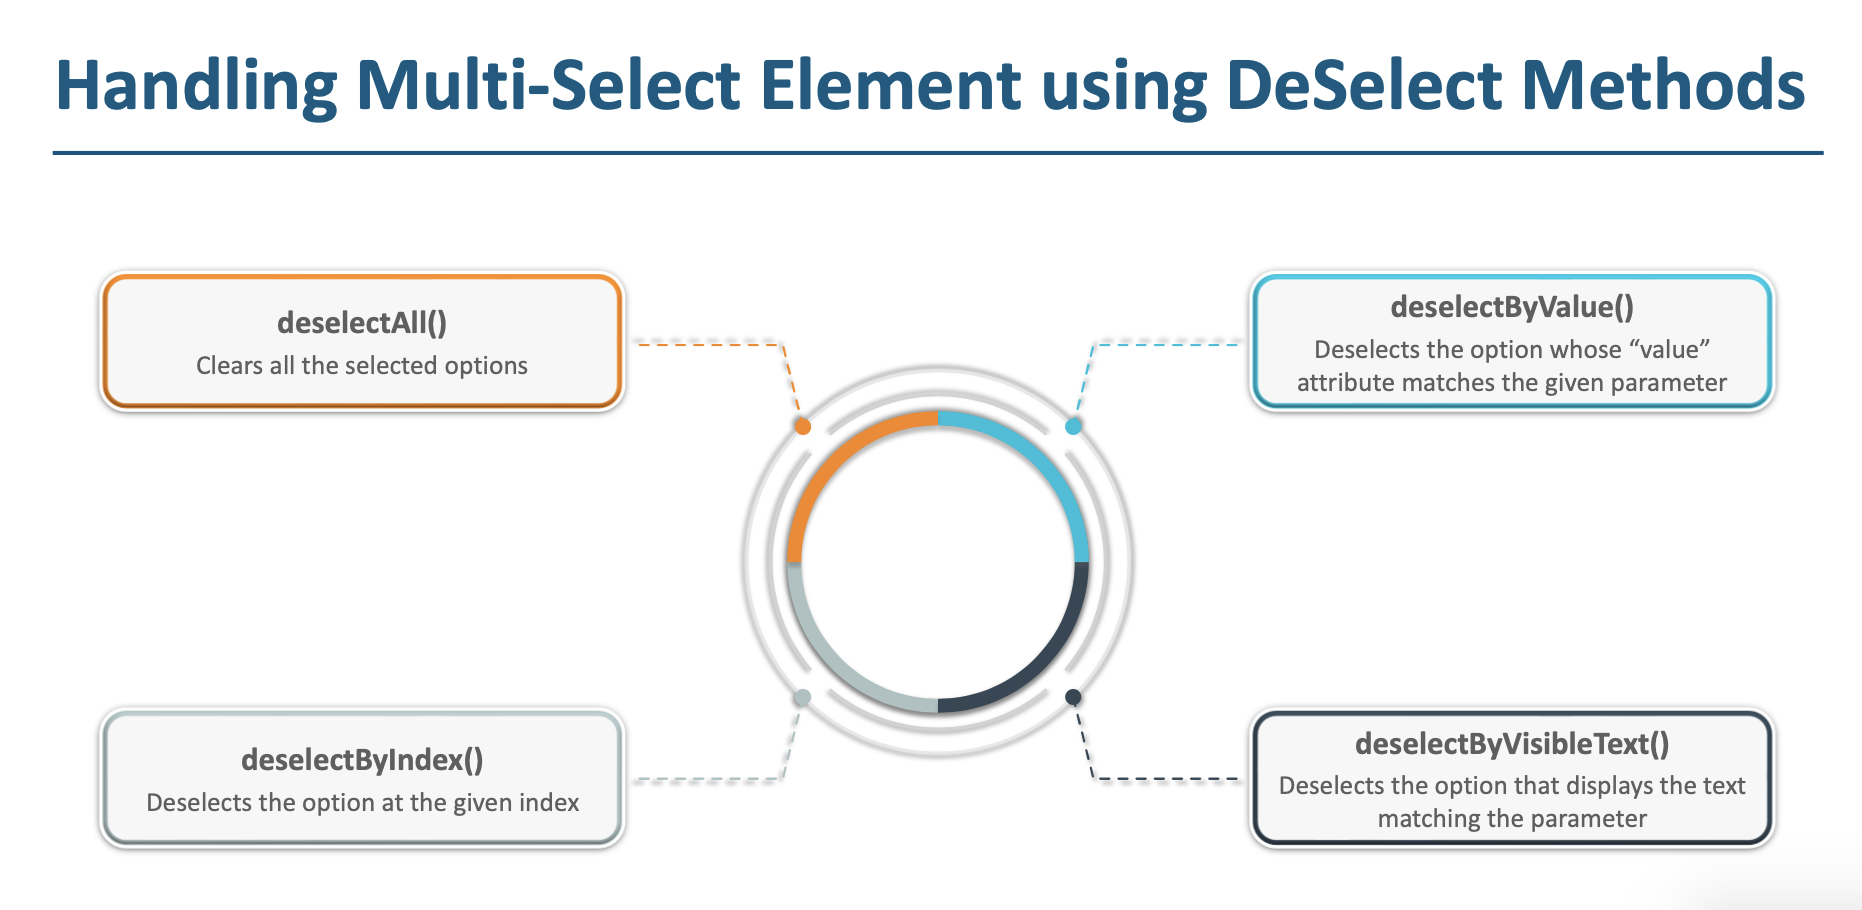 Handling Multi-Select Element using DeSelect Methods
deselectAll()
Clears all the selected options
deselectByValue()
Deselects the option whose “value”
attribute matches the given parameter
deselectByIndex()
Deselects the option at the given index
deselectByVisibleText()
Deselects the option that displays the text
matching the parameter